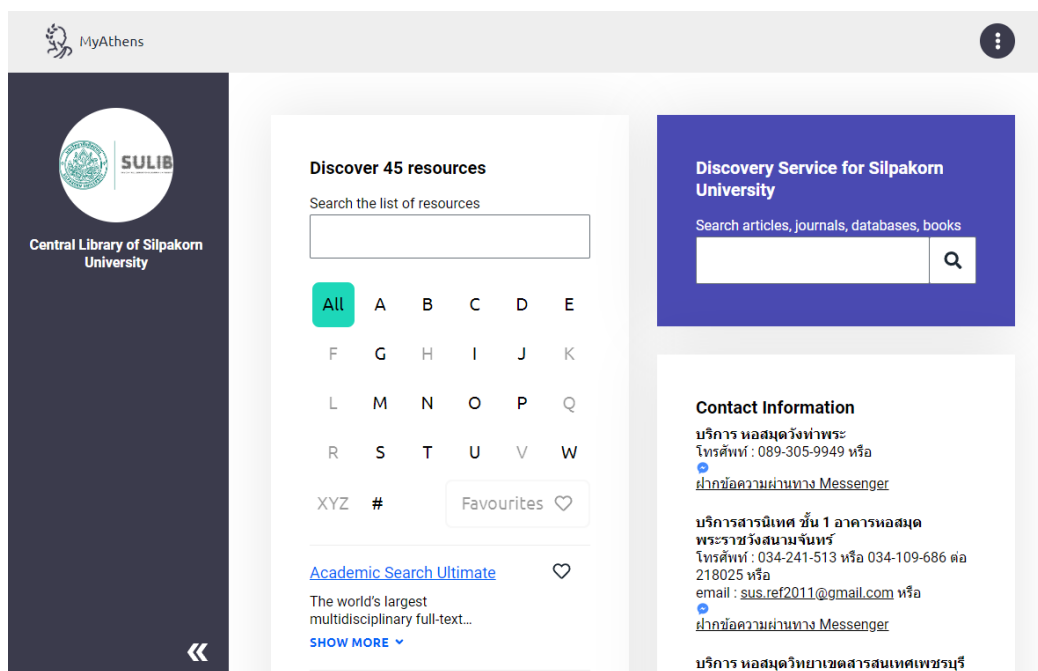 MyAthens
SULIB
Central Library of Silpakorn
University
Discover 45 resources
Search the list of resources
All A B C D E
F G H I J K
L M N O P Q
R S T U V W
XYZ # Favourites
Academic Search Ultimate
The world's largest
multidisciplinary full-text...
SHOW MORE
Discovery Service for Silpakorn
University
Search articles, journals, databases, books
Contact Information
บริการ หอสมุดวังท่าพระ
โทรศัพท์ : 089-305-9949 หรือ
ฝากข้อความผ่านทาง Messenger
บริการสารนิเทศ ชั้น 1 อาคารหอสมุด
พระราชวังสนามจันทร์
โทรศัพท์ : 034-241-513 หรือ 034-109-686 ต่อ
218025 หรือ
email : sus.ref2011@gmail.com หรือ
ฝากข้อความผ่านทาง Messenger
บริการ หอสมุดวิทยาเขตสารสนเทศเพชรบุรี